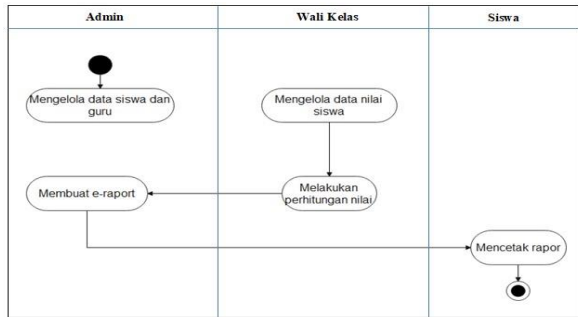 Admin
Wali Kelas
Siswa
Mengelola data siswa dan
guru
Mengelola data nilai
siswa
Membuat e-raport
Melakukan
perhitungan nilai
Mencetak rapor